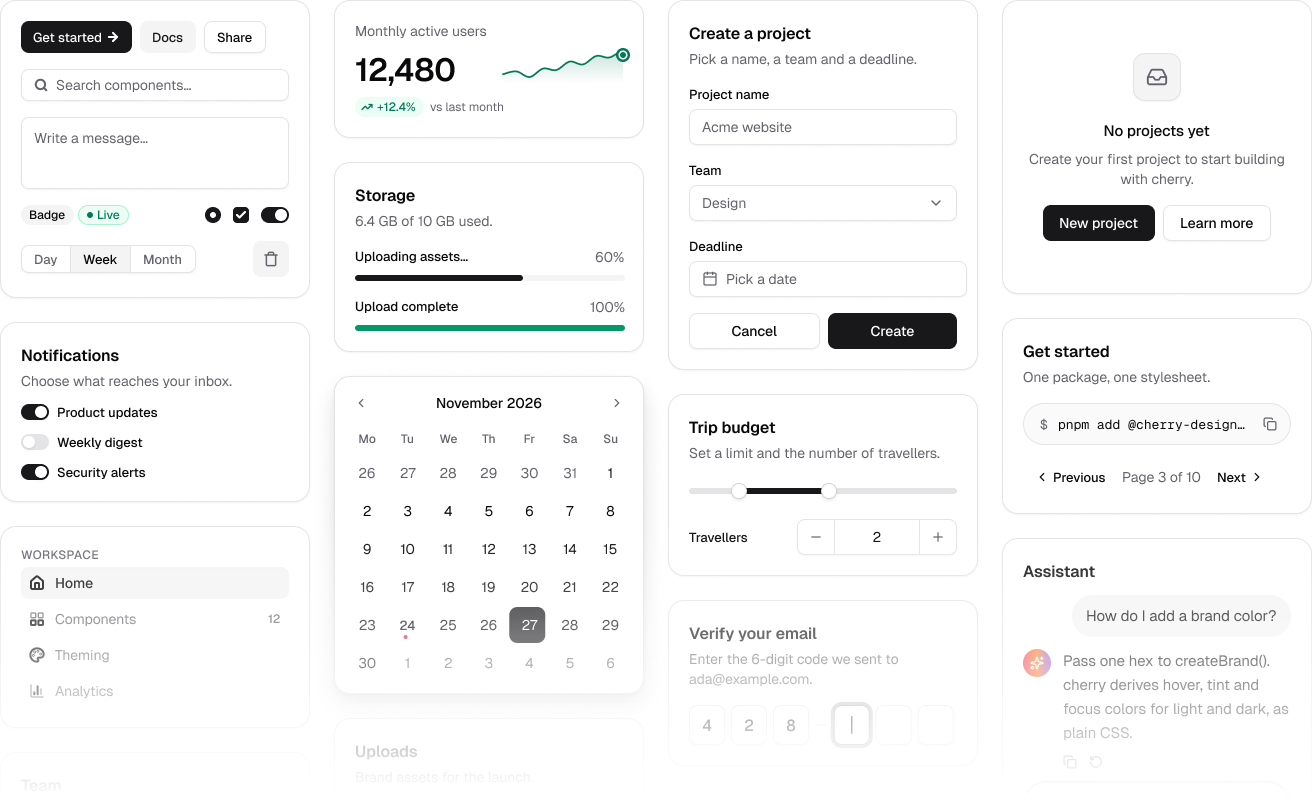 Get started
Docs
Share
Search components...
Write a message...
Badge
Live
Day Week Month
Notifications
Choose what reaches your inbox.
Product updates
Weekly digest
Security alerts
WORKSPACE
Home
Components 12
Theming
Analytics
Team
Monthly active users
12,480
+12.4% vs last month
Storage
6.4 GB of 10 GB used.
Uploading assets... 60%
Upload complete 100%
November 2026
Mo Tu We Th Fr Sa Su
26 27 28 29 30 31 1
2 3 4 5 6 7 8
9 10 11 12 13 14 15
16 17 18 19 20 21 22
23 24 25 26 27 28 29
30 1 2 3 4 5 6
Uploads
Brand assets for the launch.
Create a project
Pick a name, a team and a deadline.
Project name
Acme website
Team
Design
Deadline
Pick a date
Cancel
Create
Trip budget
Set a limit and the number of travellers.
Travellers − 2 +
Verify your email
Enter the 6-digit code we sent to
ada@example.com.
4 2 8
No projects yet
Create your first project to start building
with cherry.
New project
Learn more
Get started
One package, one stylesheet.
$ pnpm add @cherry-design…
Previous Page 3 of 10 Next
Assistant
How do I add a brand color?
Pass one hex to createBrand().
cherry derives hover, tint and
focus colors for light and dark, as
plain CSS.